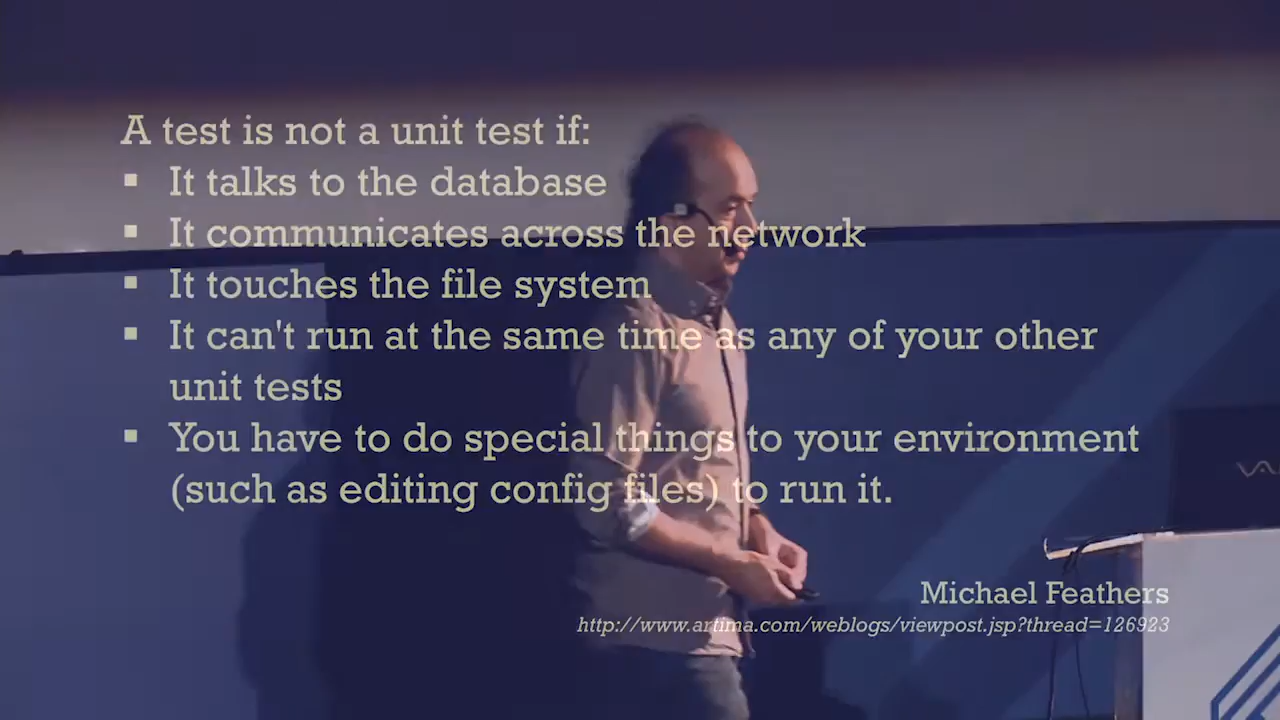 A test is not a unit test if:
▪ It talks to the database
▪ It communicates across the network
▪ It touches the file system
▪ It can't run at the same time as any of your other
unit tests
▪ You have to do special things to your environment
(such as editing config files) to run it.
Michael Feathers
http://www.artima.com/weblogs/viewpost.jsp?thread=126923